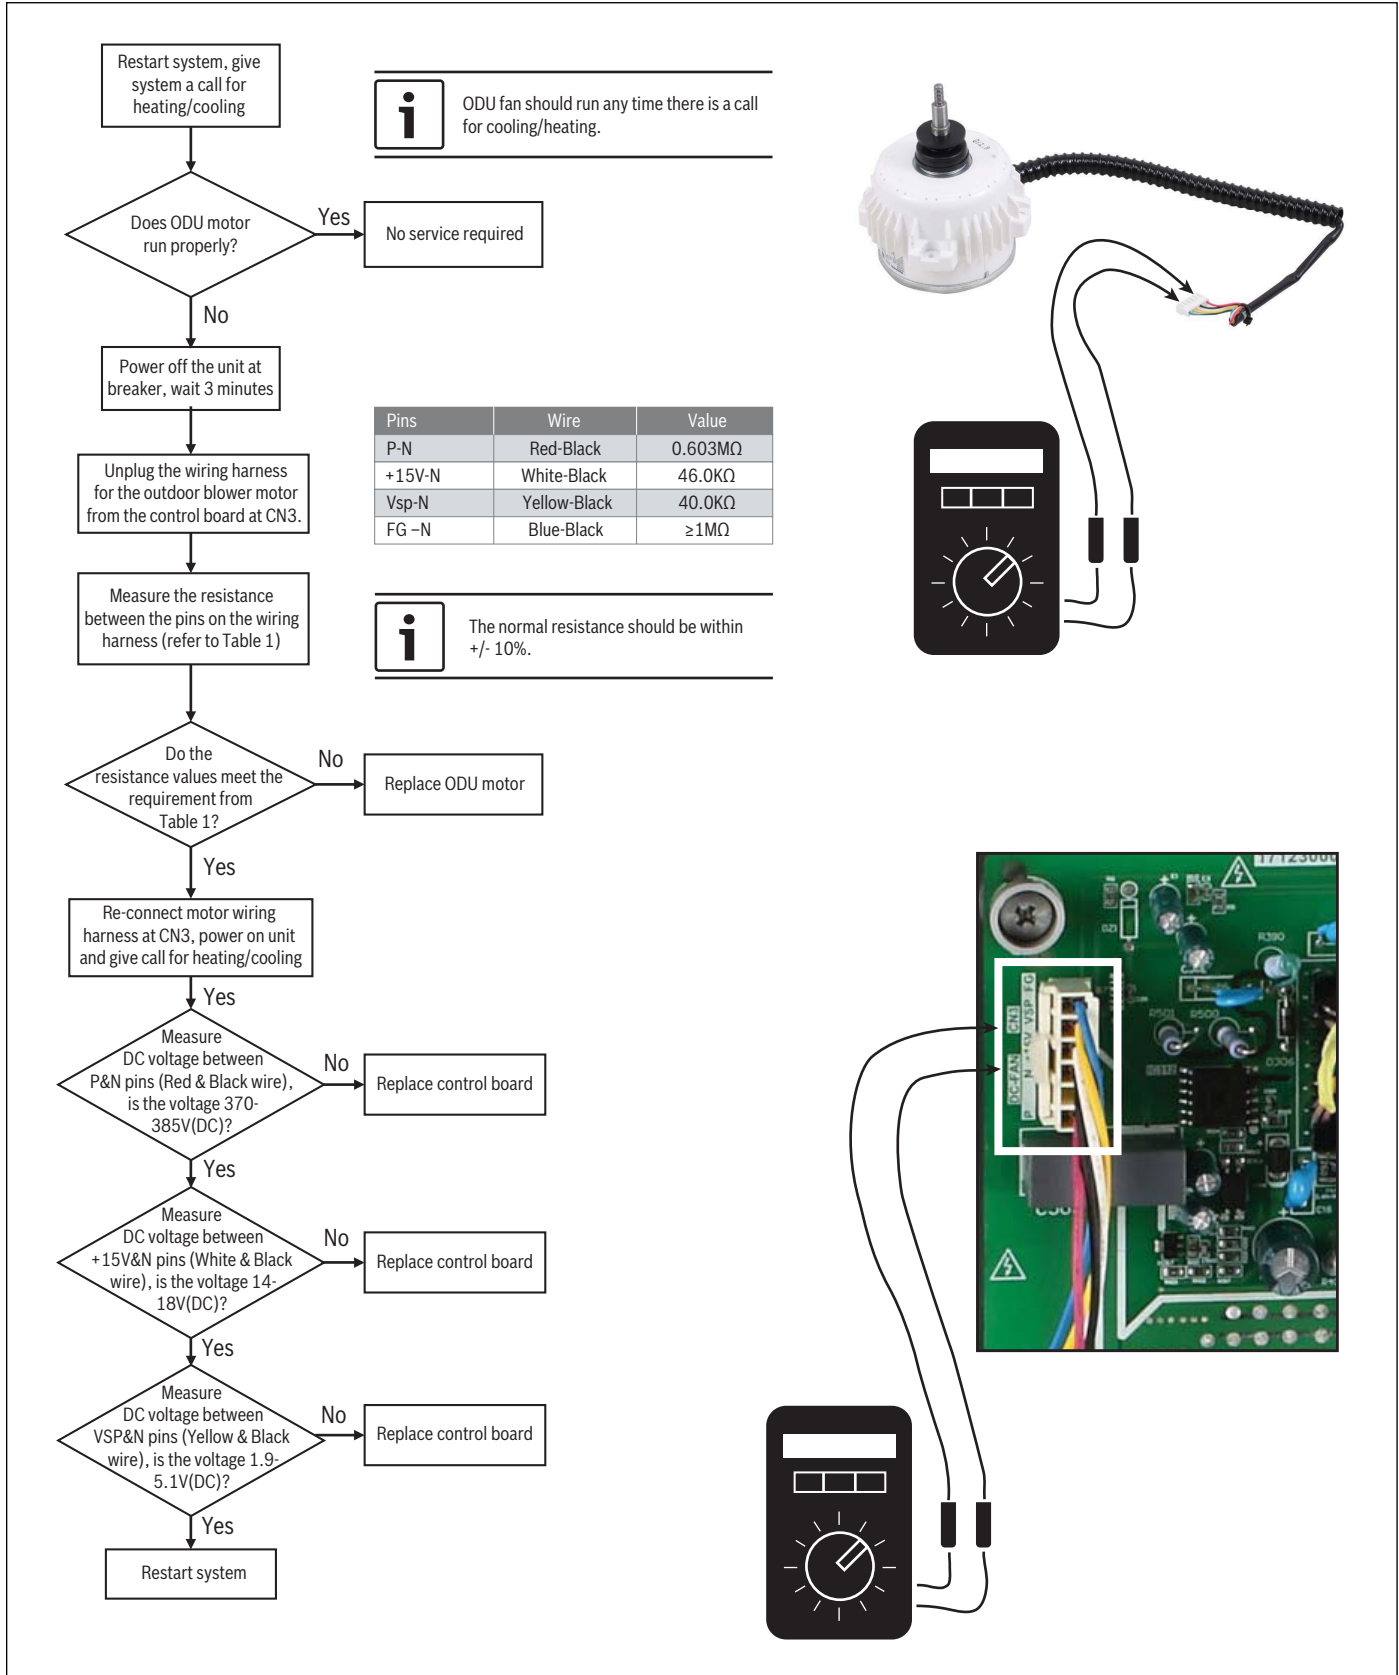 Restart system, give
system a call for
heating/cooling
ODU fan should run any time there is a call
for cooling/heating.
Does ODU motor
run properly?
Yes
No service required
No
Power off the unit at
breaker, wait 3 minutes
Unplug the wiring harness
for the outdoor blower motor
from the control board at CN3.
Pins Wire Value
P-N Red-Black 0.603MΩ
+15V-N White-Black 46.0KΩ
Vsp-N Yellow-Black 40.0KΩ
FG –N Blue-Black ≥1MΩ
Measure the resistance
between the pins on the wiring
harness (refer to Table 1)
The normal resistance should be within
+/- 10%.
Do the
resistance values meet the
requirement from
Table 1?
No
Replace ODU motor
Yes
Re-connect motor wiring
harness at CN3, power on unit
and give call for heating/cooling
Yes
Measure
DC voltage between
P&N pins (Red & Black wire),
is the voltage 370-
385V(DC)?
No
Replace control board
Yes
Measure
DC voltage between
+15V&N pins (White & Black
wire), is the voltage 14-
18V(DC)?
No
Replace control board
Yes
Measure
DC voltage between
VSP&N pins (Yellow & Black
wire), is the voltage 1.9-
5.1V(DC)?
No
Replace control board
Yes
Restart system
17123000
DZ1
R390
R501
R500
D306
CN3
DC-FAN
P N +15V VSP FG